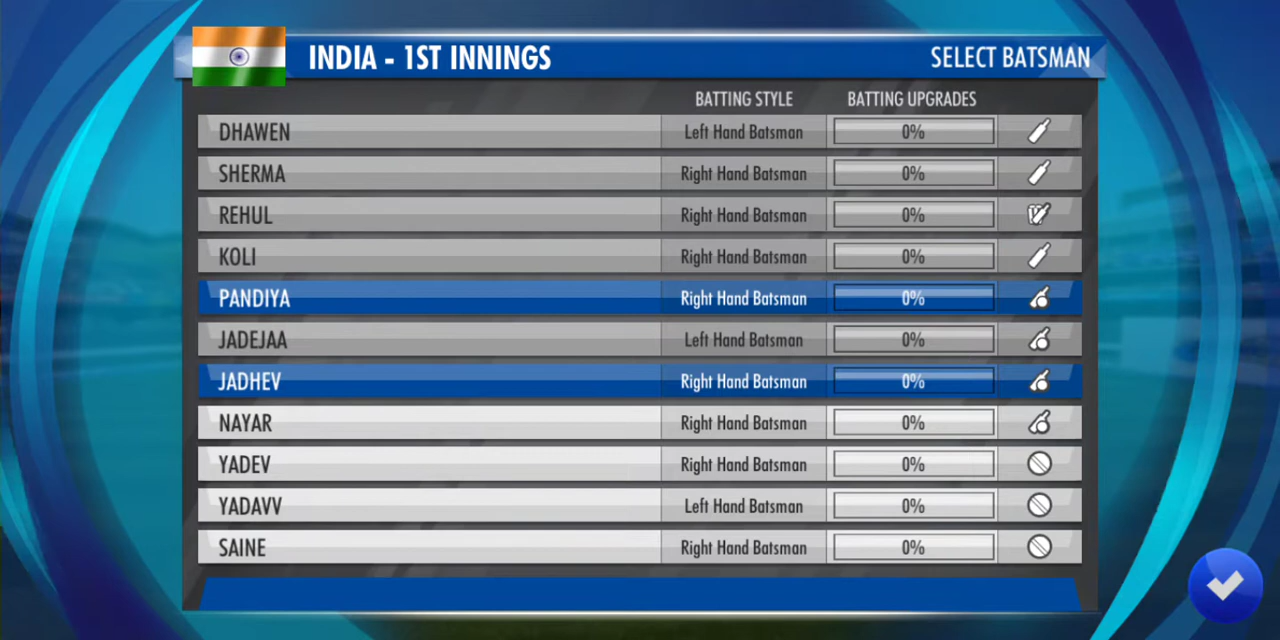 INDIA - 1ST INNINGS SELECT BATSMAN
BATTING STYLE BATTING UPGRADES
DHAWEN Left Hand Batsman 0%
SHERMA Right Hand Batsman 0%
REHUL Right Hand Batsman 0%
KOLI Right Hand Batsman 0%
PANDIYA Right Hand Batsman 0%
JADEJAA Left Hand Batsman 0%
JADHEV Right Hand Batsman 0%
NAYAR Right Hand Batsman 0%
YADEV Right Hand Batsman 0%
YADAVV Left Hand Batsman 0%
SAINE Right Hand Batsman 0%